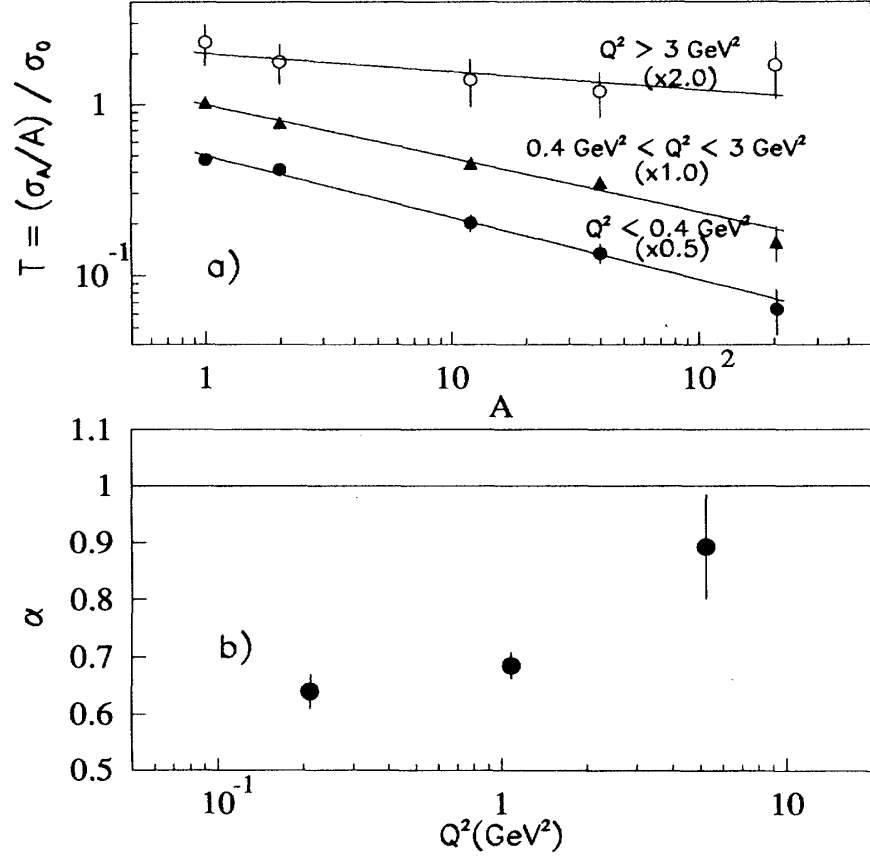 T = (σ_A/A) / σ₀
1
10⁻¹
a)
Q² > 3 GeV²
(x2.0)
0.4 GeV² < Q² < 3 GeV²
(x1.0)
Q² < 0.4 GeV²
(x0.5)
1
10
10²
A
1.1
1
0.9
0.8
0.7
0.6
0.5
α
b)
10⁻¹
1
10
Q²(GeV²)